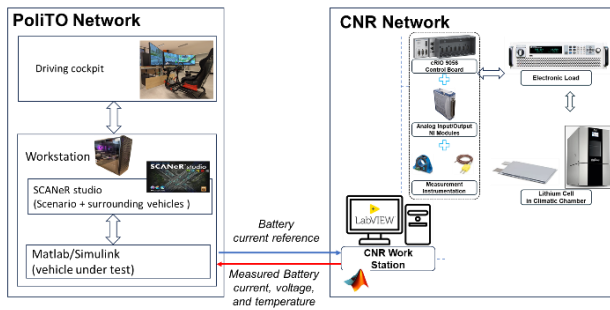 PoliTO Network
Driving cockpit
Workstation
SCANeR studio
SCANeR studio
(Scenario + surrounding vehicles )
Matlab/Simulink
(vehicle under test)
Battery
current reference
Measured Battery
current, voltage,
and temperature
CNR Network
cRIO 9056
Control Board
Analog Input/Output
NI Modules
Measurement
Instrumentation
Electronic Load
Lithium Cell
in Climatic Chamber
LabVIEW
CNR Work
Station